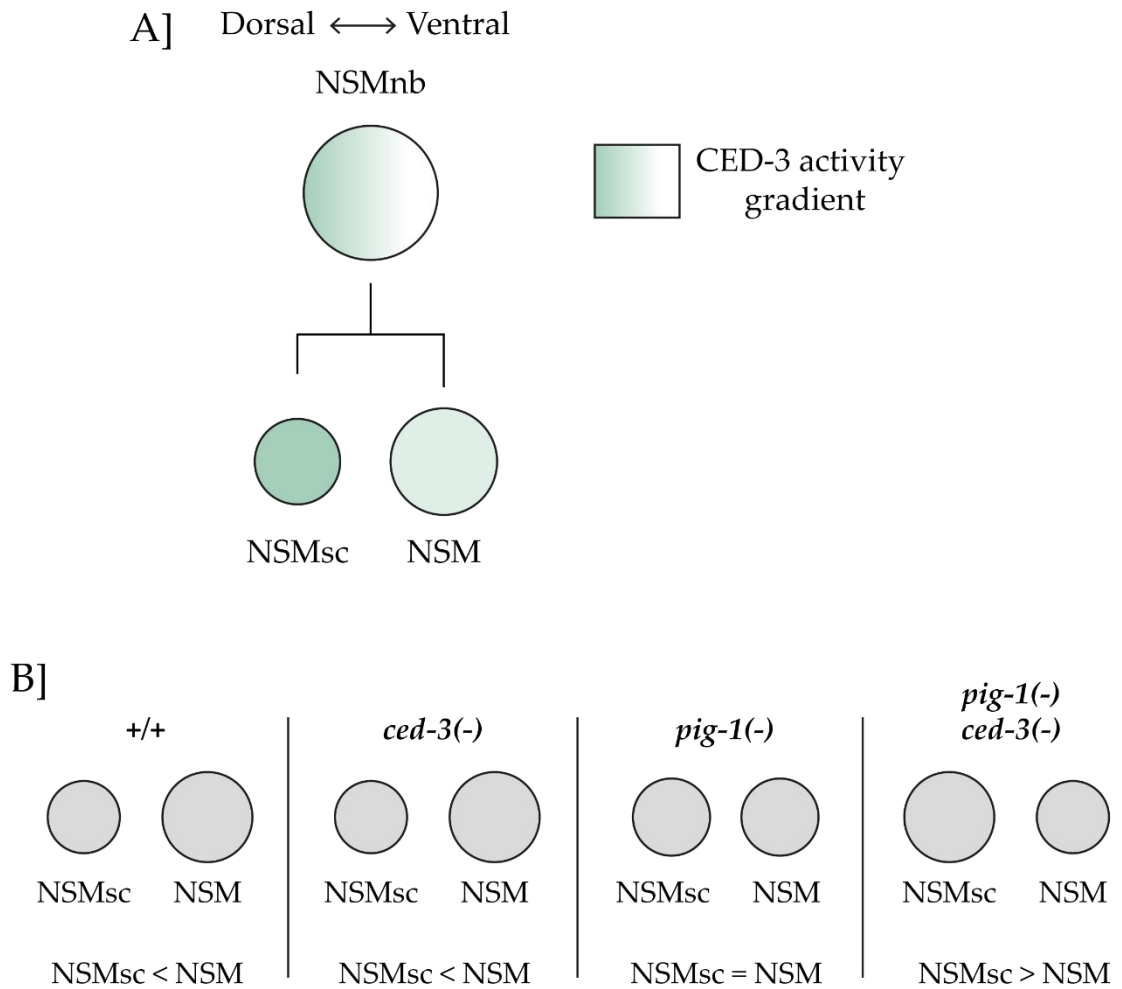 A]
Dorsal ⟷ Ventral
NSMnb
CED-3 activity
gradient
NSMsc
NSM
B]
+/+
NSMsc
NSM
NSMsc < NSM
ced-3(-)
NSMsc
NSM
NSMsc < NSM
pig-1(-)
NSMsc
NSM
NSMsc = NSM
pig-1(-)
ced-3(-)
NSMsc
NSM
NSMsc > NSM